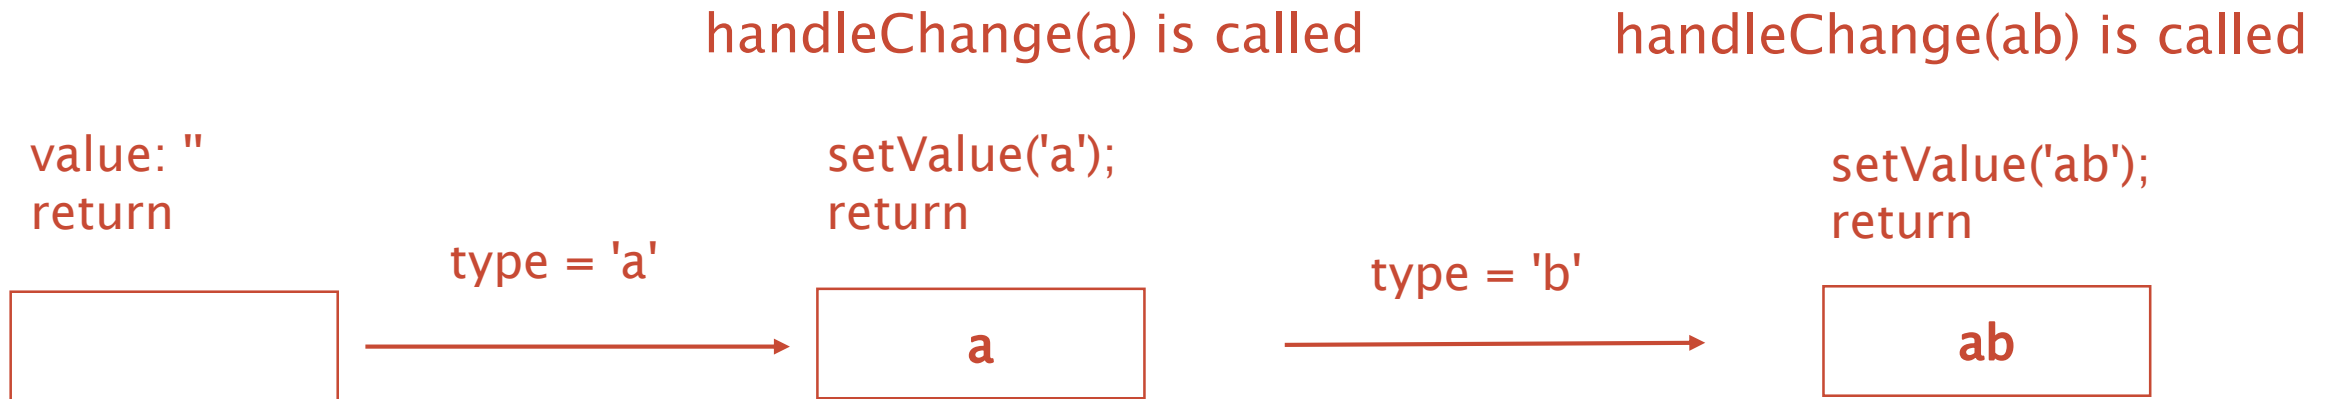 handleChange(a) is called
handleChange(ab) is called
value: ''
return
type = 'a'
setValue('a');
return
a
type = 'b'
setValue('ab');
return
ab